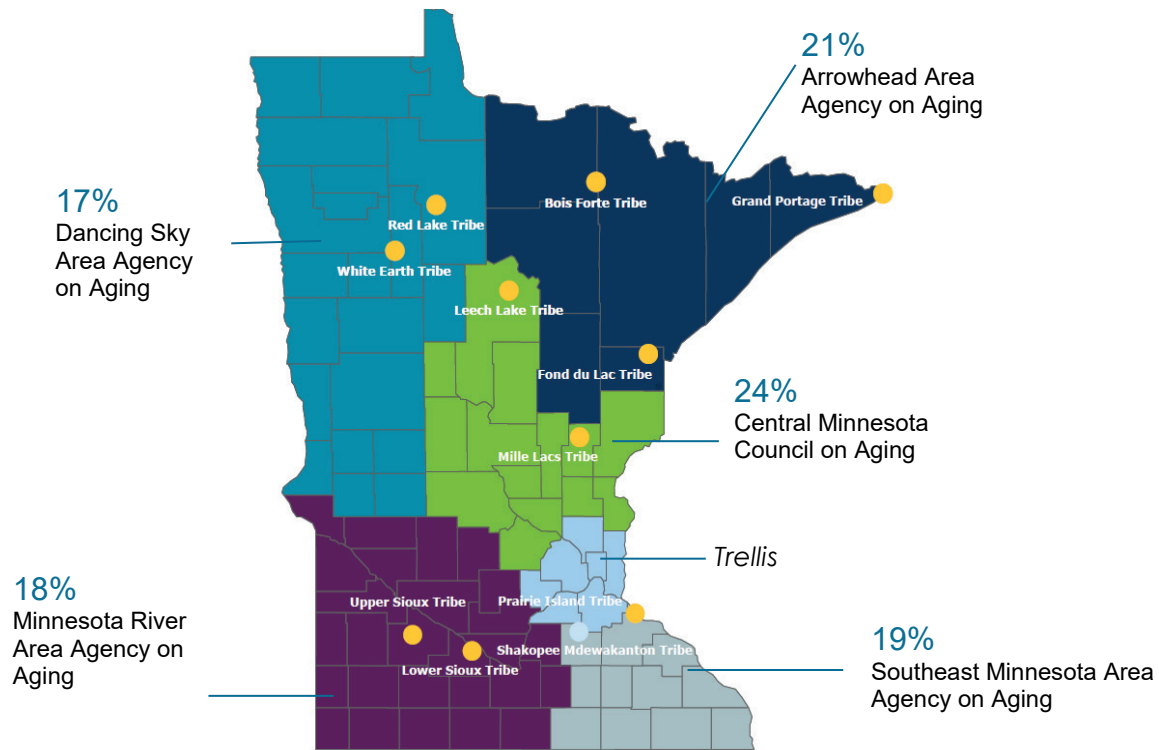 21%
Arrowhead Area
Agency on Aging
Bois Forte Tribe
Grand Portage Tribe
17%
Dancing Sky
Area Agency
on Aging
Red Lake Tribe
White Earth Tribe
Leech Lake Tribe
Fond du Lac Tribe
24%
Central Minnesota
Council on Aging
Mille Lacs Tribe
Trellis
18%
Minnesota River
Area Agency on
Aging
Upper Sioux Tribe
Prairie Island Tribe
Lower Sioux Tribe
Shakopee Mdewakanton Tribe
19%
Southeast Minnesota Area
Agency on Aging